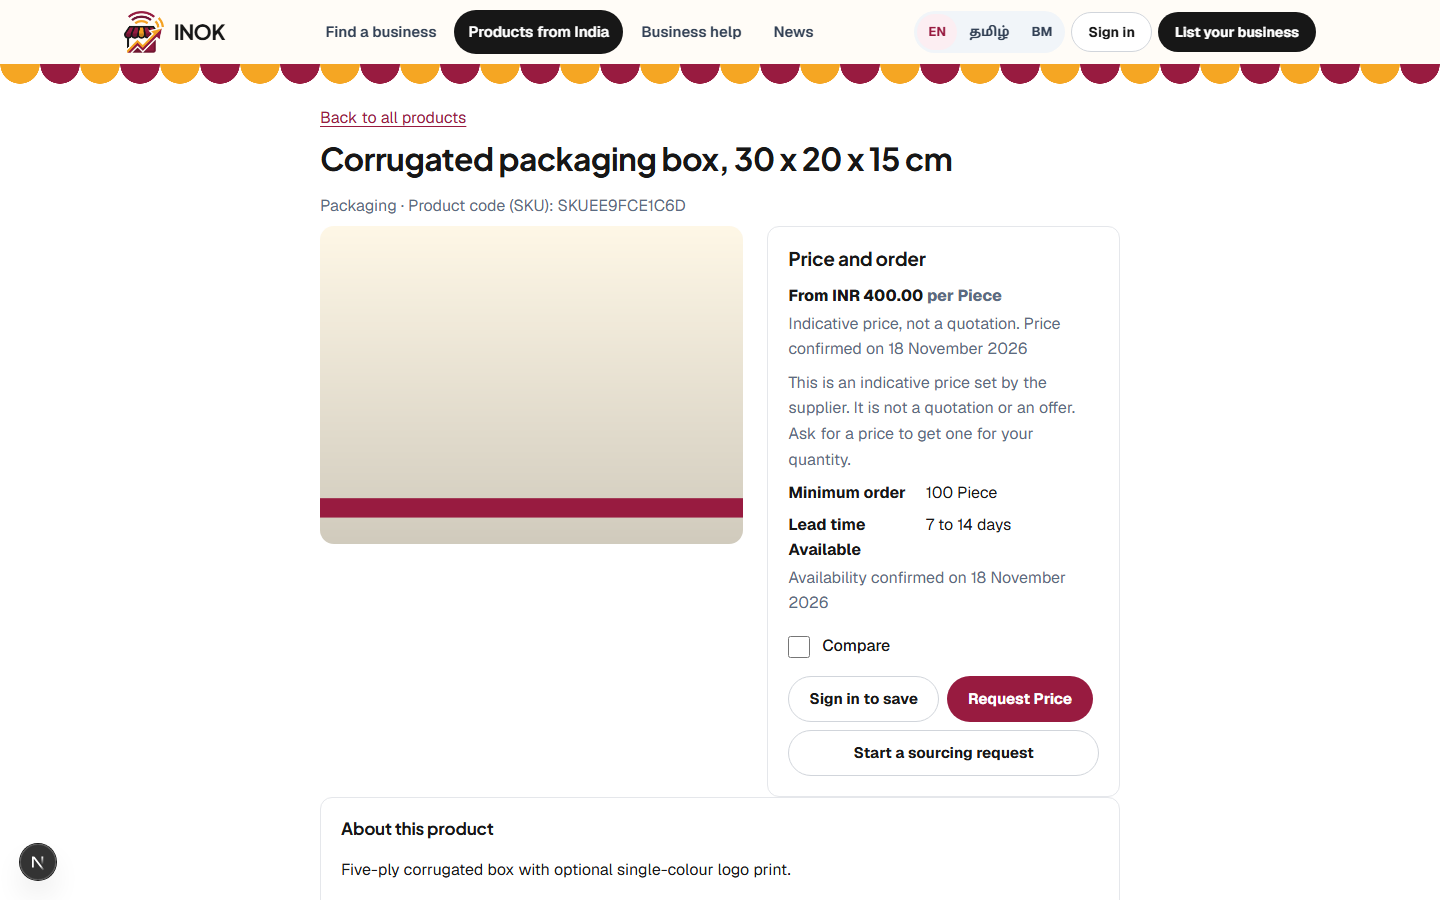 INOK
Find a business
Products from India
Business help
News
EN
தமிழ்
BM
Sign in
List your business
Back to all products
Corrugated packaging box, 30 x 20 x 15 cm
Packaging · Product code (SKU): SKUEE9FCE1C6D
Price and order
From INR 400.00 per Piece
Indicative price, not a quotation. Price
confirmed on 18 November 2026
This is an indicative price set by the
supplier. It is not a quotation or an offer.
Ask for a price to get one for your
quantity.
Minimum order 100 Piece
Lead time 7 to 14 days
Available
Availability confirmed on 18 November
2026
Compare
Sign in to save
Request Price
Start a sourcing request
About this product
Five-ply corrugated box with optional single-colour logo print.
N